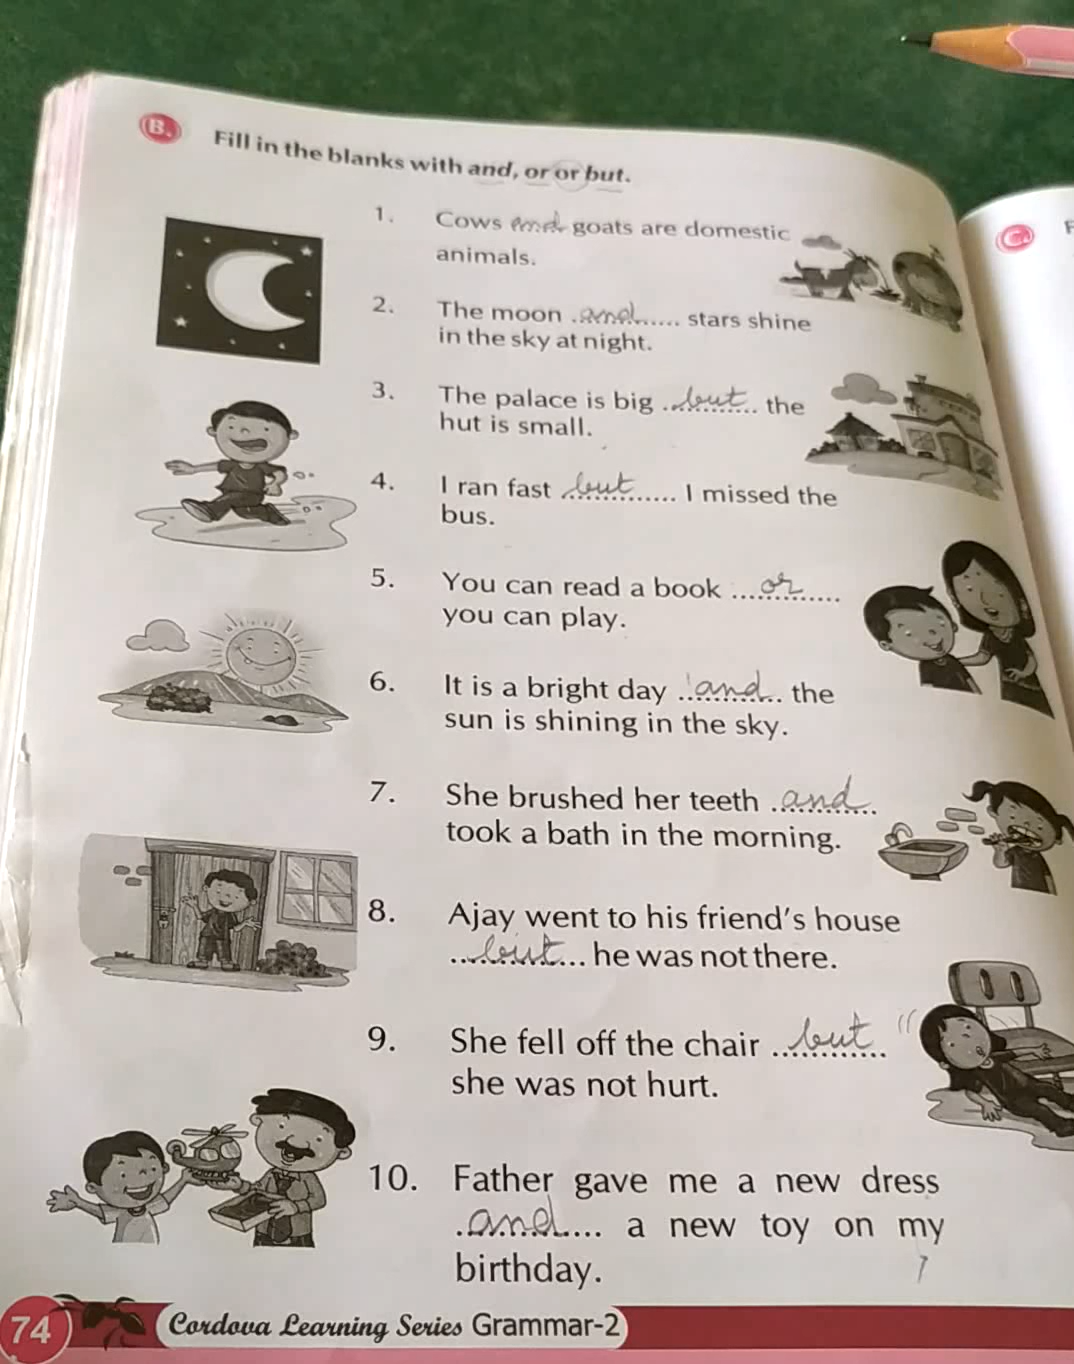 B. Fill in the blanks with and, or or but.
1. Cows and goats are domestic
animals.
2. The moon ..and...... stars shine
in the sky at night.
3. The palace is big ...but..... the
hut is small.
4. I ran fast ...but...... I missed the
bus.
5. You can read a book ....or.....
you can play.
6. It is a bright day ...and... the
sun is shining in the sky.
7. She brushed her teeth ...and...
took a bath in the morning.
8. Ajay went to his friend's house
...but.... he was not there.
9. She fell off the chair ...but...
she was not hurt.
10. Father gave me a new dress
..and.... a new toy on my
birthday.
74 Cordova Learning Series Grammar-2
C.